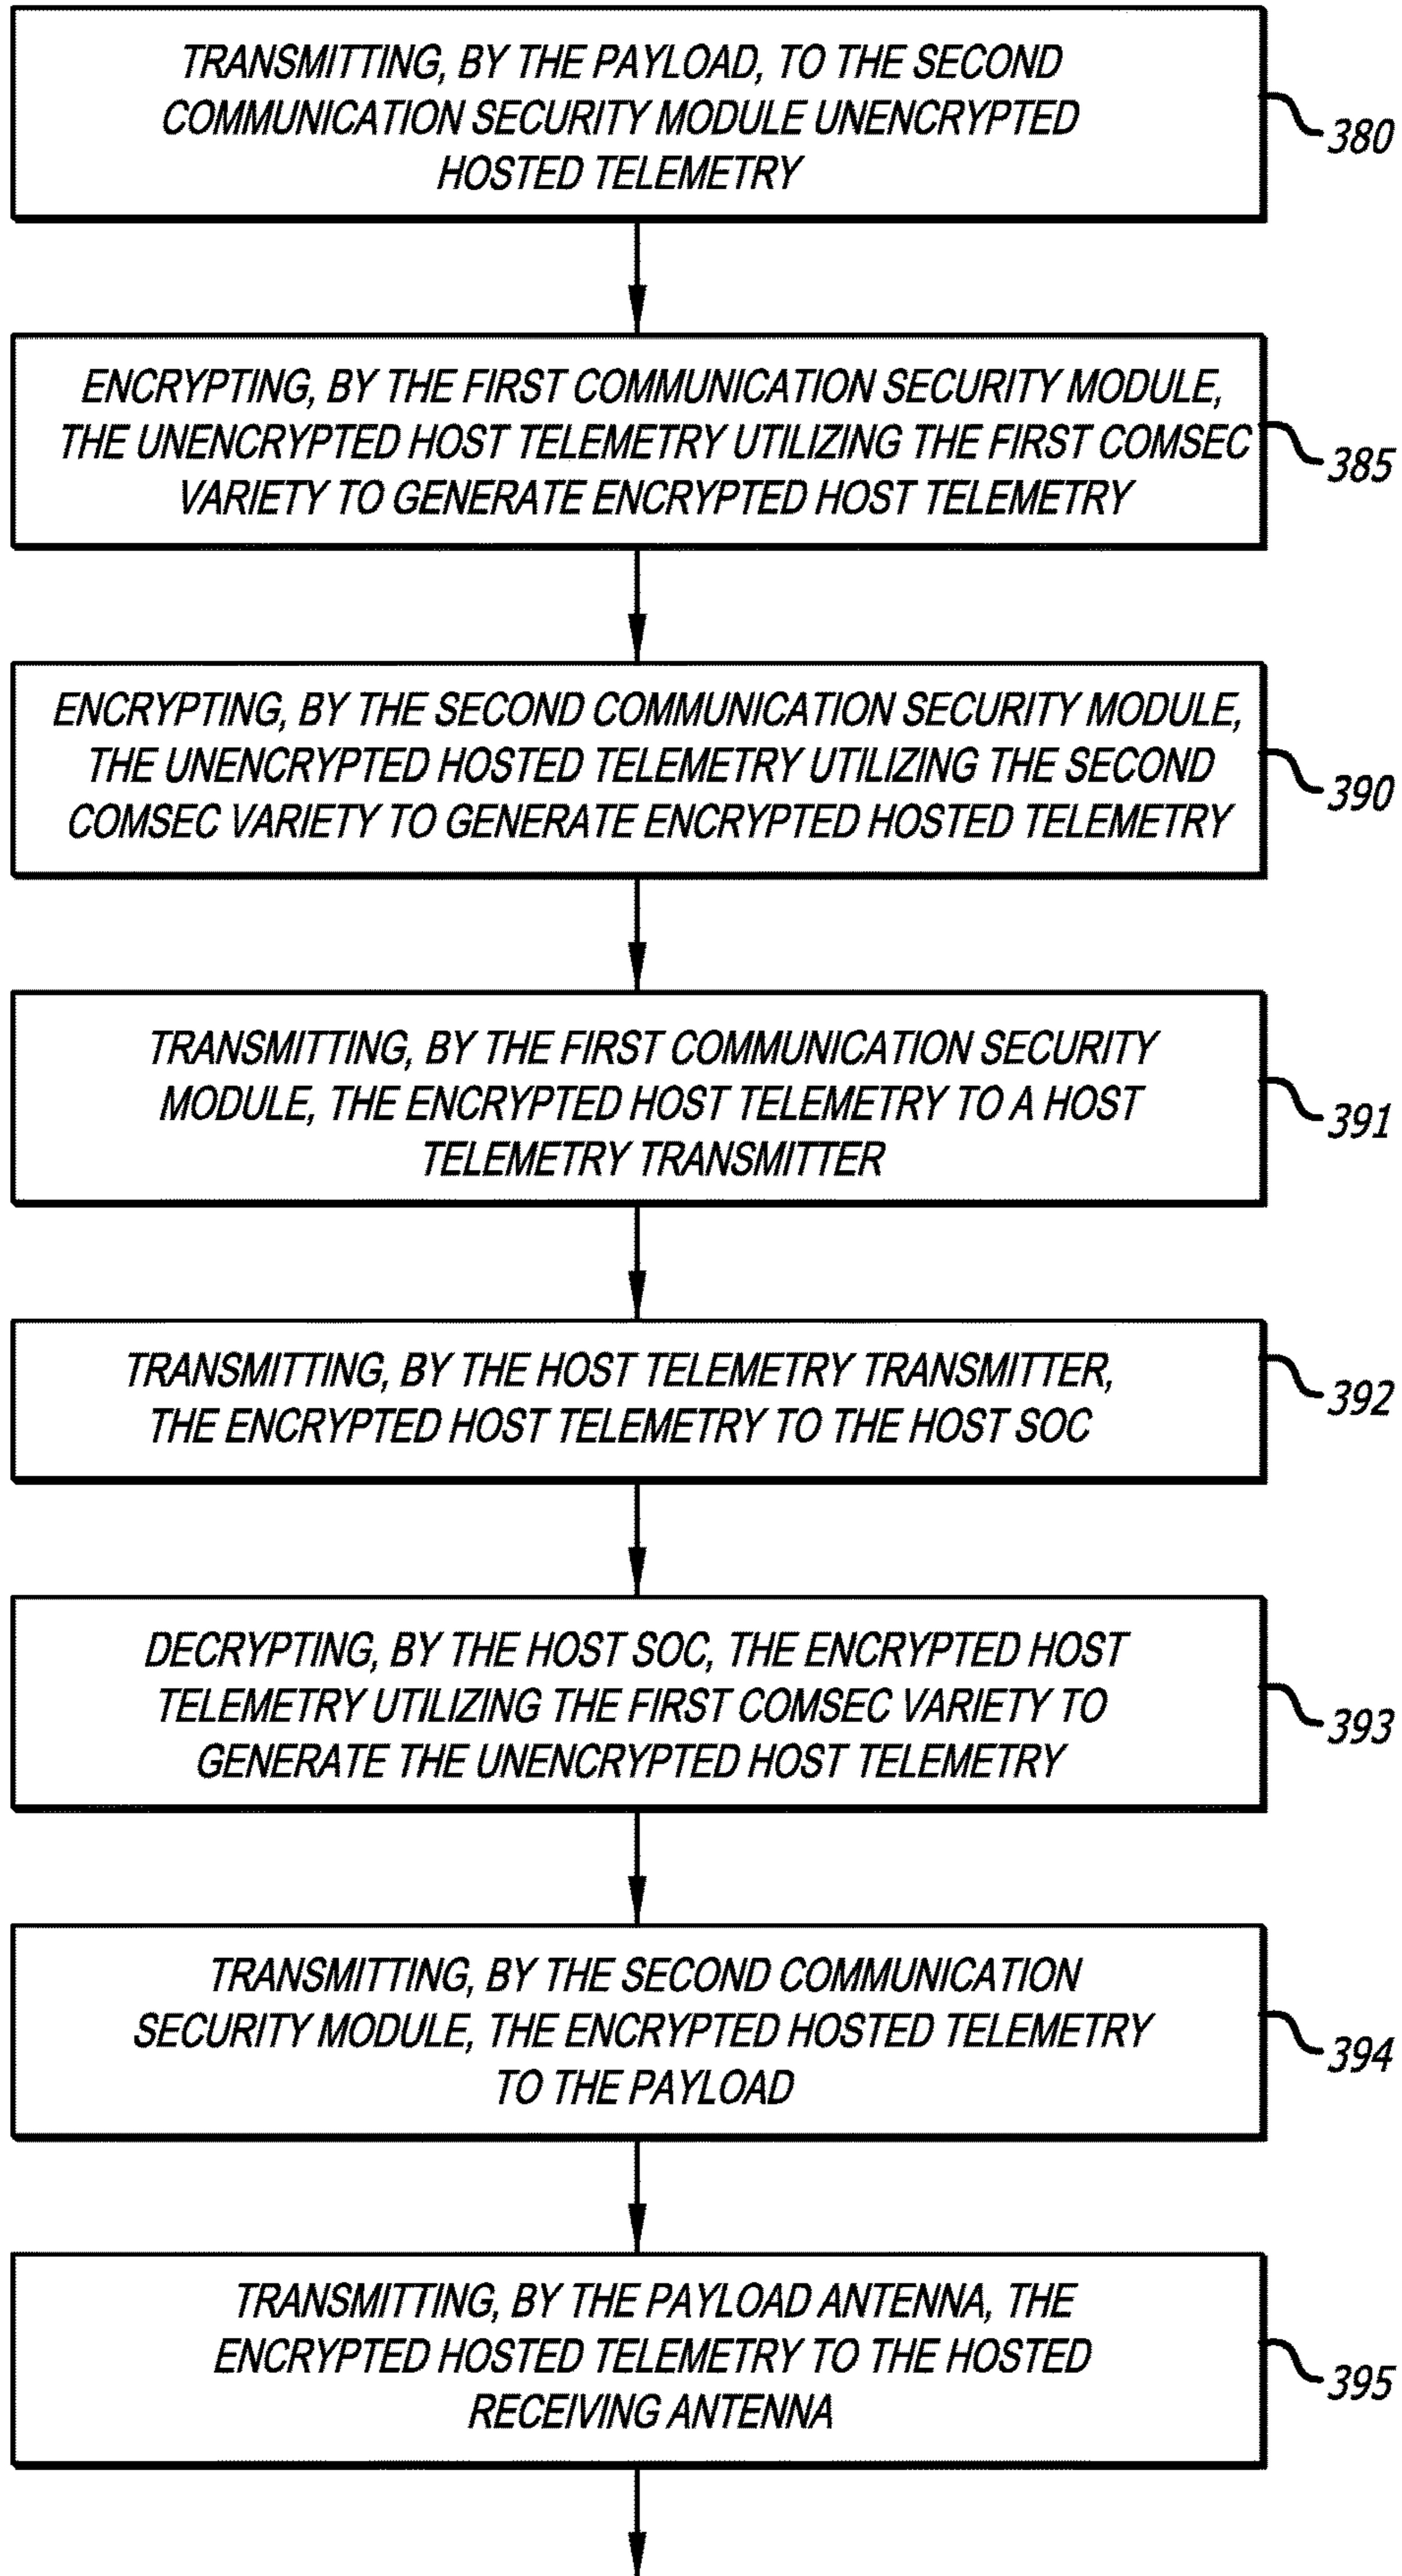 TRANSMITTING, BY THE PAYLOAD, TO THE SECOND
COMMUNICATION SECURITY MODULE UNENCRYPTED
HOSTED TELEMETRY
380
ENCRYPTING, BY THE FIRST COMMUNICATION SECURITY MODULE,
THE UNENCRYPTED HOST TELEMETRY UTILIZING THE FIRST COMSEC
VARIETY TO GENERATE ENCRYPTED HOST TELEMETRY
385
ENCRYPTING, BY THE SECOND COMMUNICATION SECURITY MODULE,
THE UNENCRYPTED HOSTED TELEMETRY UTILIZING THE SECOND
COMSEC VARIETY TO GENERATE ENCRYPTED HOSTED TELEMETRY
390
TRANSMITTING, BY THE FIRST COMMUNICATION SECURITY
MODULE, THE ENCRYPTED HOST TELEMETRY TO A HOST
TELEMETRY TRANSMITTER
391
TRANSMITTING, BY THE HOST TELEMETRY TRANSMITTER,
THE ENCRYPTED HOST TELEMETRY TO THE HOST SOC
392
DECRYPTING, BY THE HOST SOC, THE ENCRYPTED HOST
TELEMETRY UTILIZING THE FIRST COMSEC VARIETY TO
GENERATE THE UNENCRYPTED HOST TELEMETRY
393
TRANSMITTING, BY THE SECOND COMMUNICATION
SECURITY MODULE, THE ENCRYPTED HOSTED TELEMETRY
TO THE PAYLOAD
394
TRANSMITTING, BY THE PAYLOAD ANTENNA, THE
ENCRYPTED HOSTED TELEMETRY TO THE HOSTED
RECEIVING ANTENNA
395